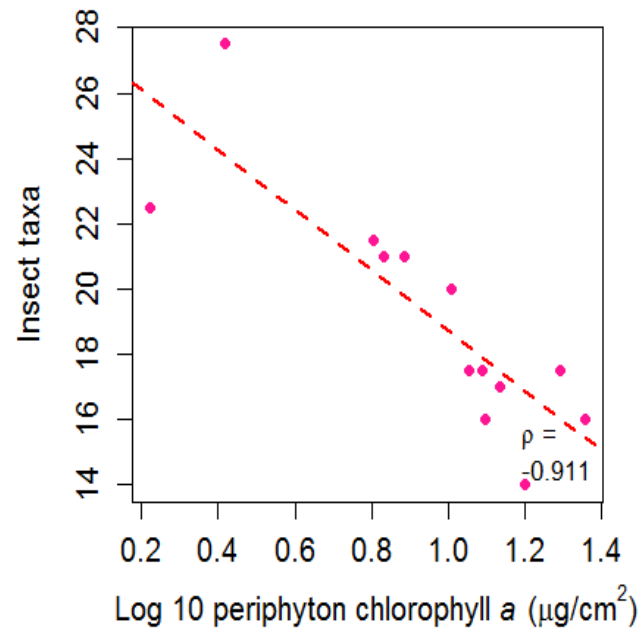 28
26
24
22
20
18
16
14
Insect taxa
ρ =
-0.911
0.2 0.4 0.6 0.8 1.0 1.2 1.4
Log 10 periphyton chlorophyll a (μg/cm²)